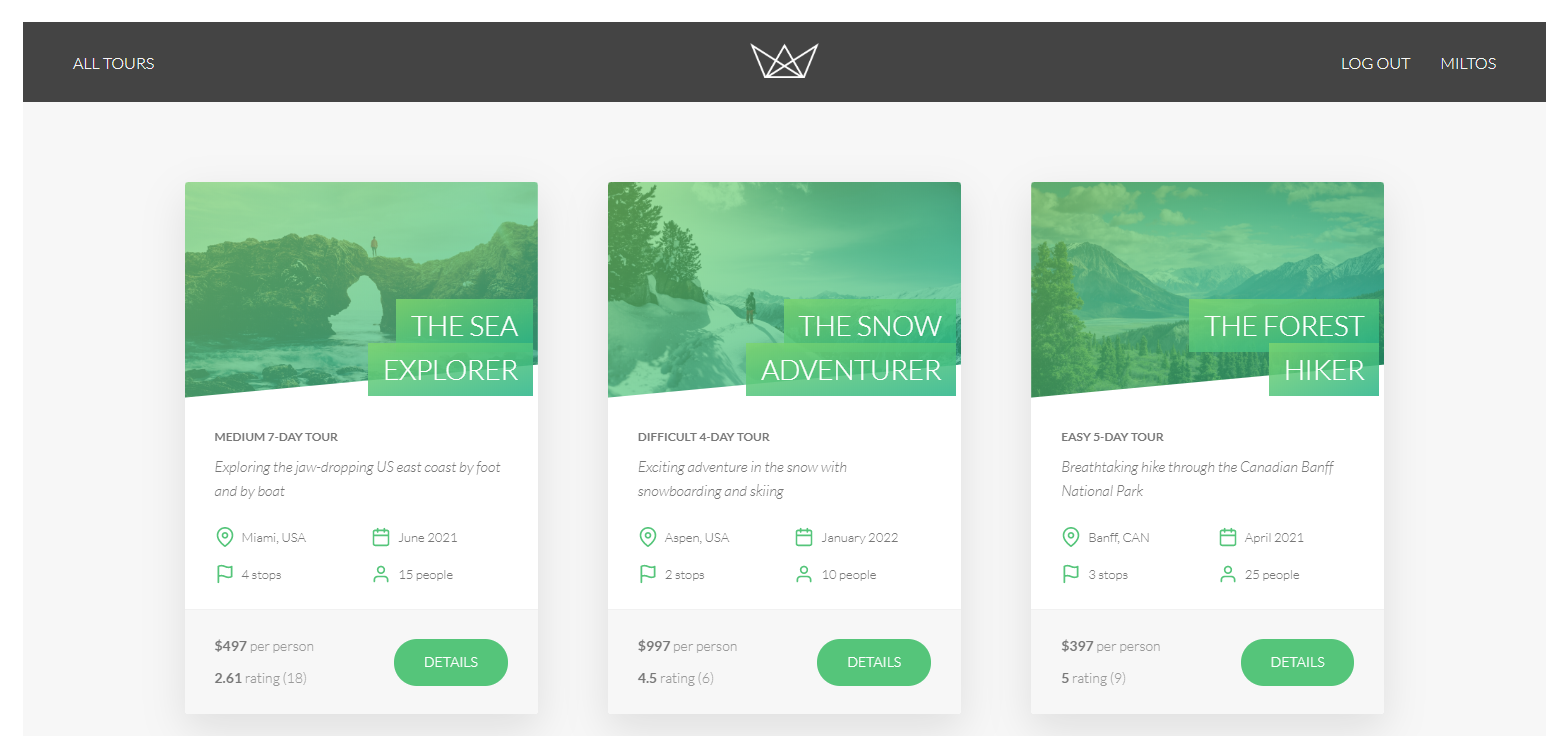 ALL TOURS
LOG OUT
MILTOS
THE SEA
EXPLORER
MEDIUM 7-DAY TOUR
Exploring the jaw-dropping US east coast by foot
and by boat
Miami, USA
June 2021
4 stops
15 people
$497 per person
2.61 rating (18)
DETAILS
THE SNOW
ADVENTURER
DIFFICULT 4-DAY TOUR
Exciting adventure in the snow with
snowboarding and skiing
Aspen, USA
January 2022
2 stops
10 people
$997 per person
4.5 rating (6)
DETAILS
THE FOREST
HIKER
EASY 5-DAY TOUR
Breathtaking hike through the Canadian Banff
National Park
Banff, CAN
April 2021
3 stops
25 people
$397 per person
5 rating (9)
DETAILS